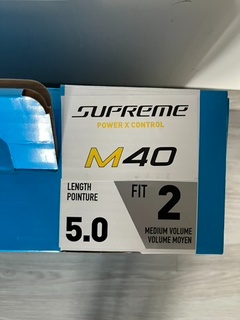 SUPREME
POWER X CONTROL
M40
LENGTH
POINTURE
5.0
FIT 2
MEDIUM VOLUME
VOLUME MOYEN